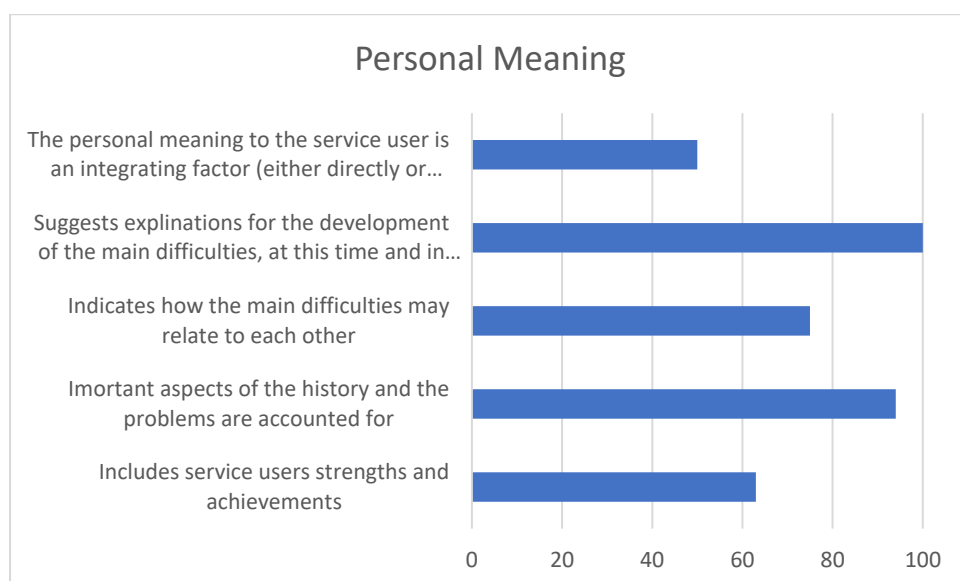 Personal Meaning
The personal meaning to the service user is
an integrating factor (either directly or…
Suggests explinations for the development
of the main difficulties, at this time and in…
Indicates how the main difficulties may
relate to each other
Imortant aspects of the history and the
problems are accounted for
Includes service users strengths and
achievements
0 20 40 60 80 100